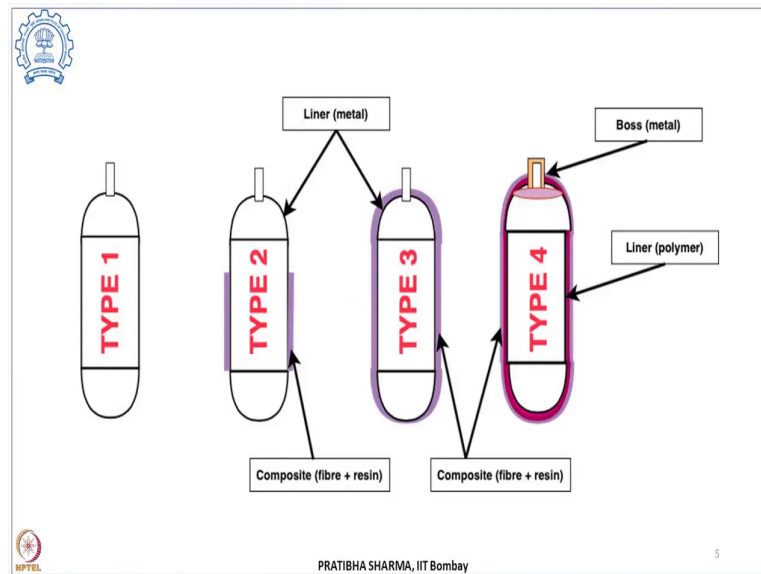 Liner (metal)
Boss (metal)
TYPE 1
TYPE 2
TYPE 3
TYPE 4
Liner (polymer)
Composite (fibre + resin)
Composite (fibre + resin)
5
NPTEL
PRATIBHA SHARMA, IIT Bombay